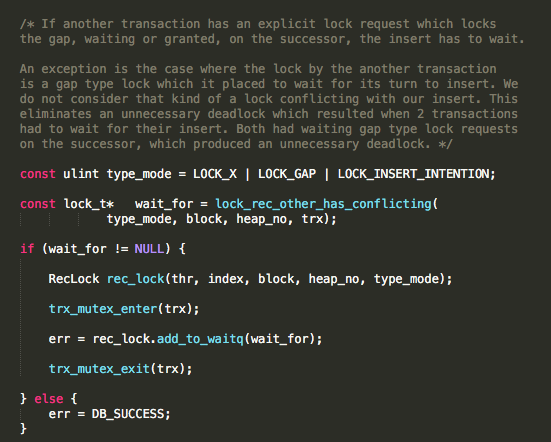 /* If another transaction has an explicit lock request which locks
the gap, waiting or granted, on the successor, the insert has to wait.
An exception is the case where the lock by the another transaction
is a gap type lock which it placed to wait for its turn to insert. We
do not consider that kind of a lock conflicting with our insert. This
eliminates an unnecessary deadlock which resulted when 2 transactions
had to wait for their insert. Both had waiting gap type lock requests
on the successor, which produced an unnecessary deadlock. */
const ulint type_mode = LOCK_X | LOCK_GAP | LOCK_INSERT_INTENTION;
const lock_t*   wait_for = lock_rec_other_has_conflicting(
            type_mode, block, heap_no, trx);
if (wait_for != NULL) {
    RecLock rec_lock(thr, index, block, heap_no, type_mode);
    trx_mutex_enter(trx);
    err = rec_lock.add_to_waitq(wait_for);
    trx_mutex_exit(trx);
} else {
    err = DB_SUCCESS;
}